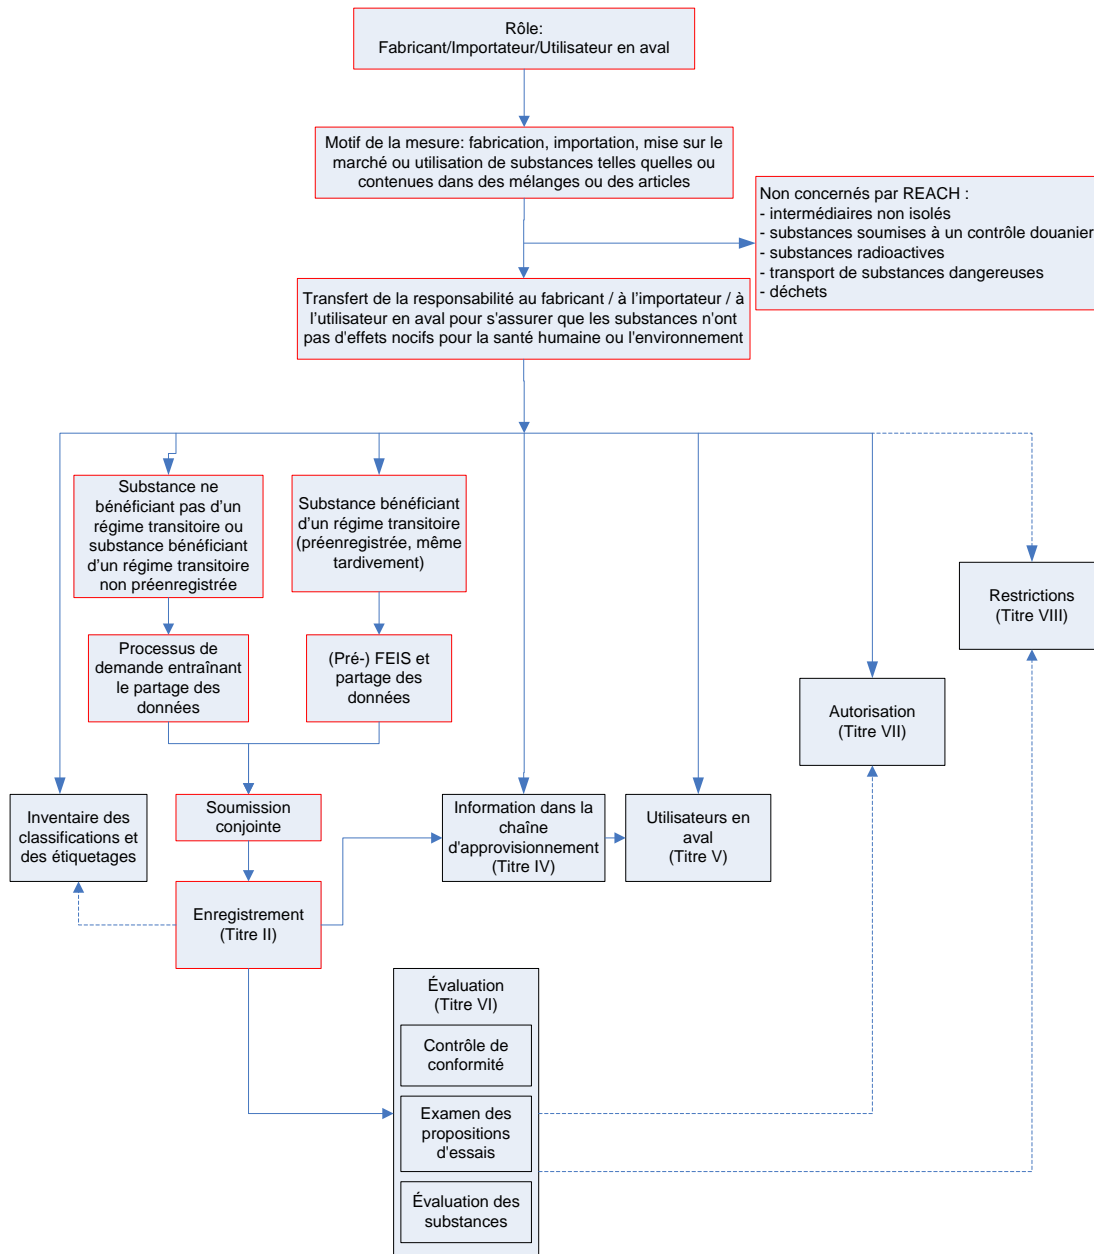 Rôle:
Fabricant/Importateur/Utilisateur en aval
Motif de la mesure: fabrication, importation, mise sur le
marché ou utilisation de substances telles quelles ou
contenues dans des mélanges ou des articles
Non concernés par REACH :
- intermédiaires non isolés
- substances soumises à un contrôle douanier
- substances radioactives
- transport de substances dangereuses
- déchets
Transfert de la responsabilité au fabricant / à l’importateur / à
l’utilisateur en aval pour s'assurer que les substances n'ont
pas d'effets nocifs pour la santé humaine ou l'environnement
Substance ne
bénéficiant pas d’un
régime transitoire ou
substance bénéficiant
d’un régime transitoire
non préenregistrée
Substance bénéficiant
d’un régime transitoire
(préenregistrée, même
tardivement)
Restrictions
(Titre VIII)
Processus de
demande entraînant
le partage des
données
(Pré-) FEIS et
partage des
données
Autorisation
(Titre VII)
Inventaire des
classifications et
des étiquetages
Soumission
conjointe
Information dans la
chaîne
d'approvisionnement
(Titre IV)
Utilisateurs en
aval
(Titre V)
Enregistrement
(Titre II)
Évaluation
(Titre VI)
Contrôle de
conformité
Examen des
propositions
d'essais
Évaluation des
substances